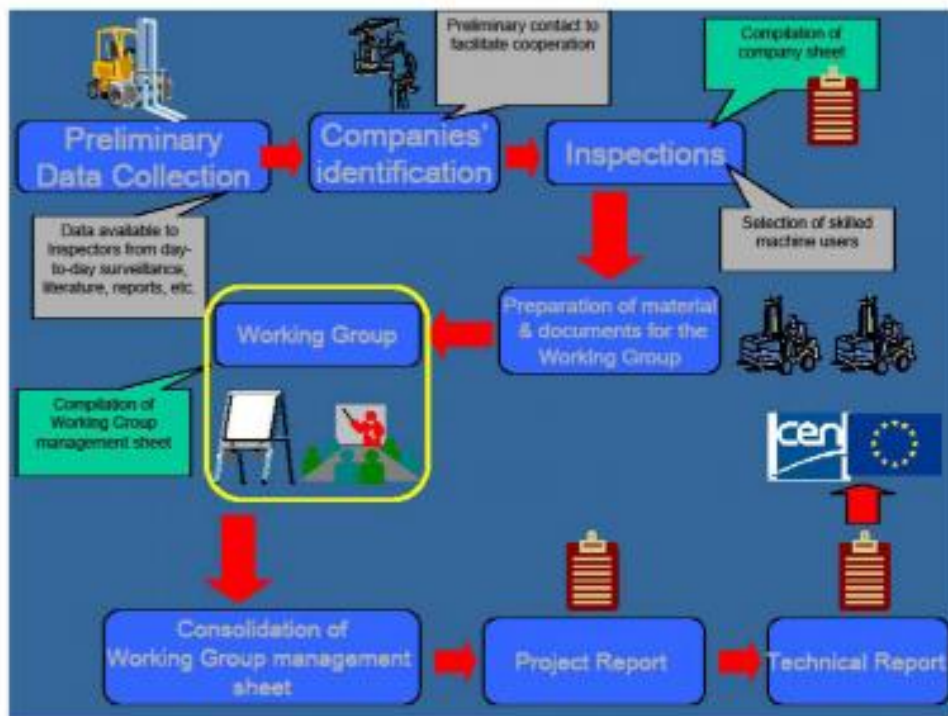 Preliminary contact to
facilitate cooperation
Compilation of
company sheet
Preliminary
Data Collection
Companies'
identification
Inspections
Data available to
Inspectors from day-
to-day surveillance,
literature, reports, etc.
Selection of skilled
machine users
Preparation of material
& documents for the
Working Group
Working Group
Compilation of
Working Group
management sheet
cen
Consolidation of
Working Group management
sheet
Project Report
Technical Report